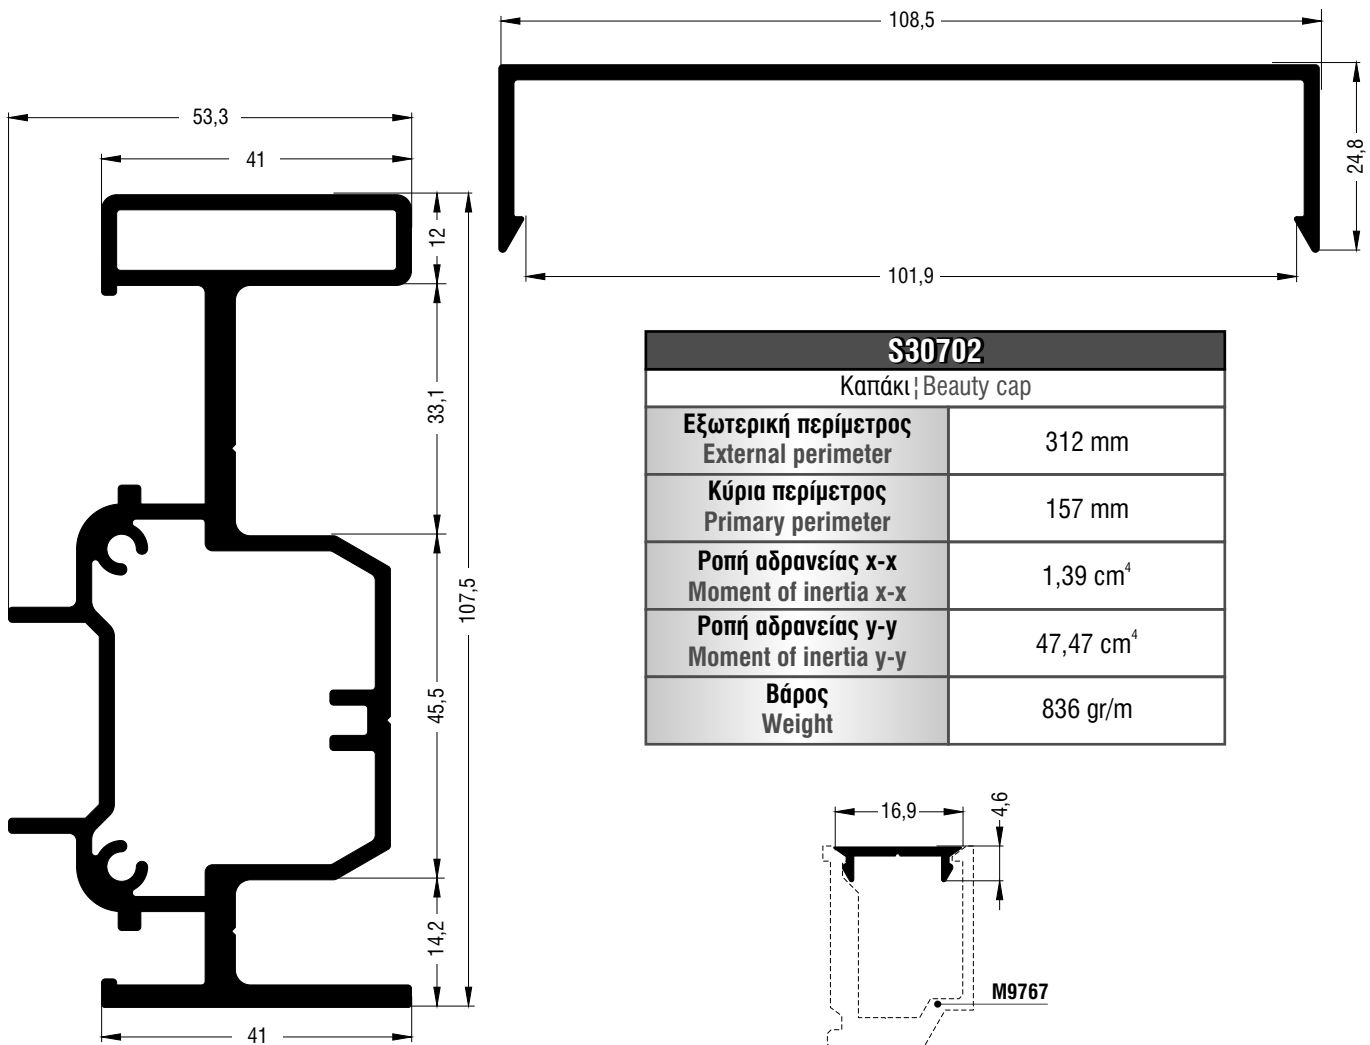 108,5
53,3
41
24,8
12
101,9
33,1
107,5
45,5
14,2
41
S30702
Καπάκι ¦ Beauty cap
Εξωτερική περίμετρος
External perimeter
312 mm
Κύρια περίμετρος
Primary perimeter
157 mm
Ροπή αδρανείας x-x
Moment of inertia x-x
1,39 cm⁴
Ροπή αδρανείας y-y
Moment of inertia y-y
47,47 cm⁴
Βάρος
Weight
836 gr/m
16,9
4,6
M9767